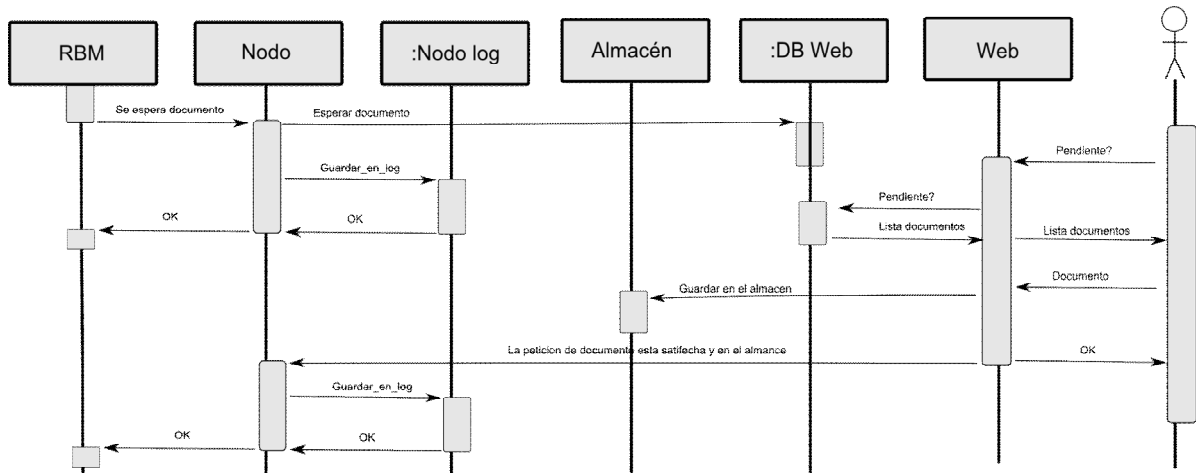 RBM
Nodo
:Nodo log
Almacén
:DB Web
Web
Se espera documento
Esperar documento
Pendiente?
Guardar_en_log
Pendiente?
OK
OK
Lista documentos
Lista documentos
Documento
Guardar en el almacen
La peticion de documento esta satifecha y en el almance
OK
Guardar_en_log
OK
OK